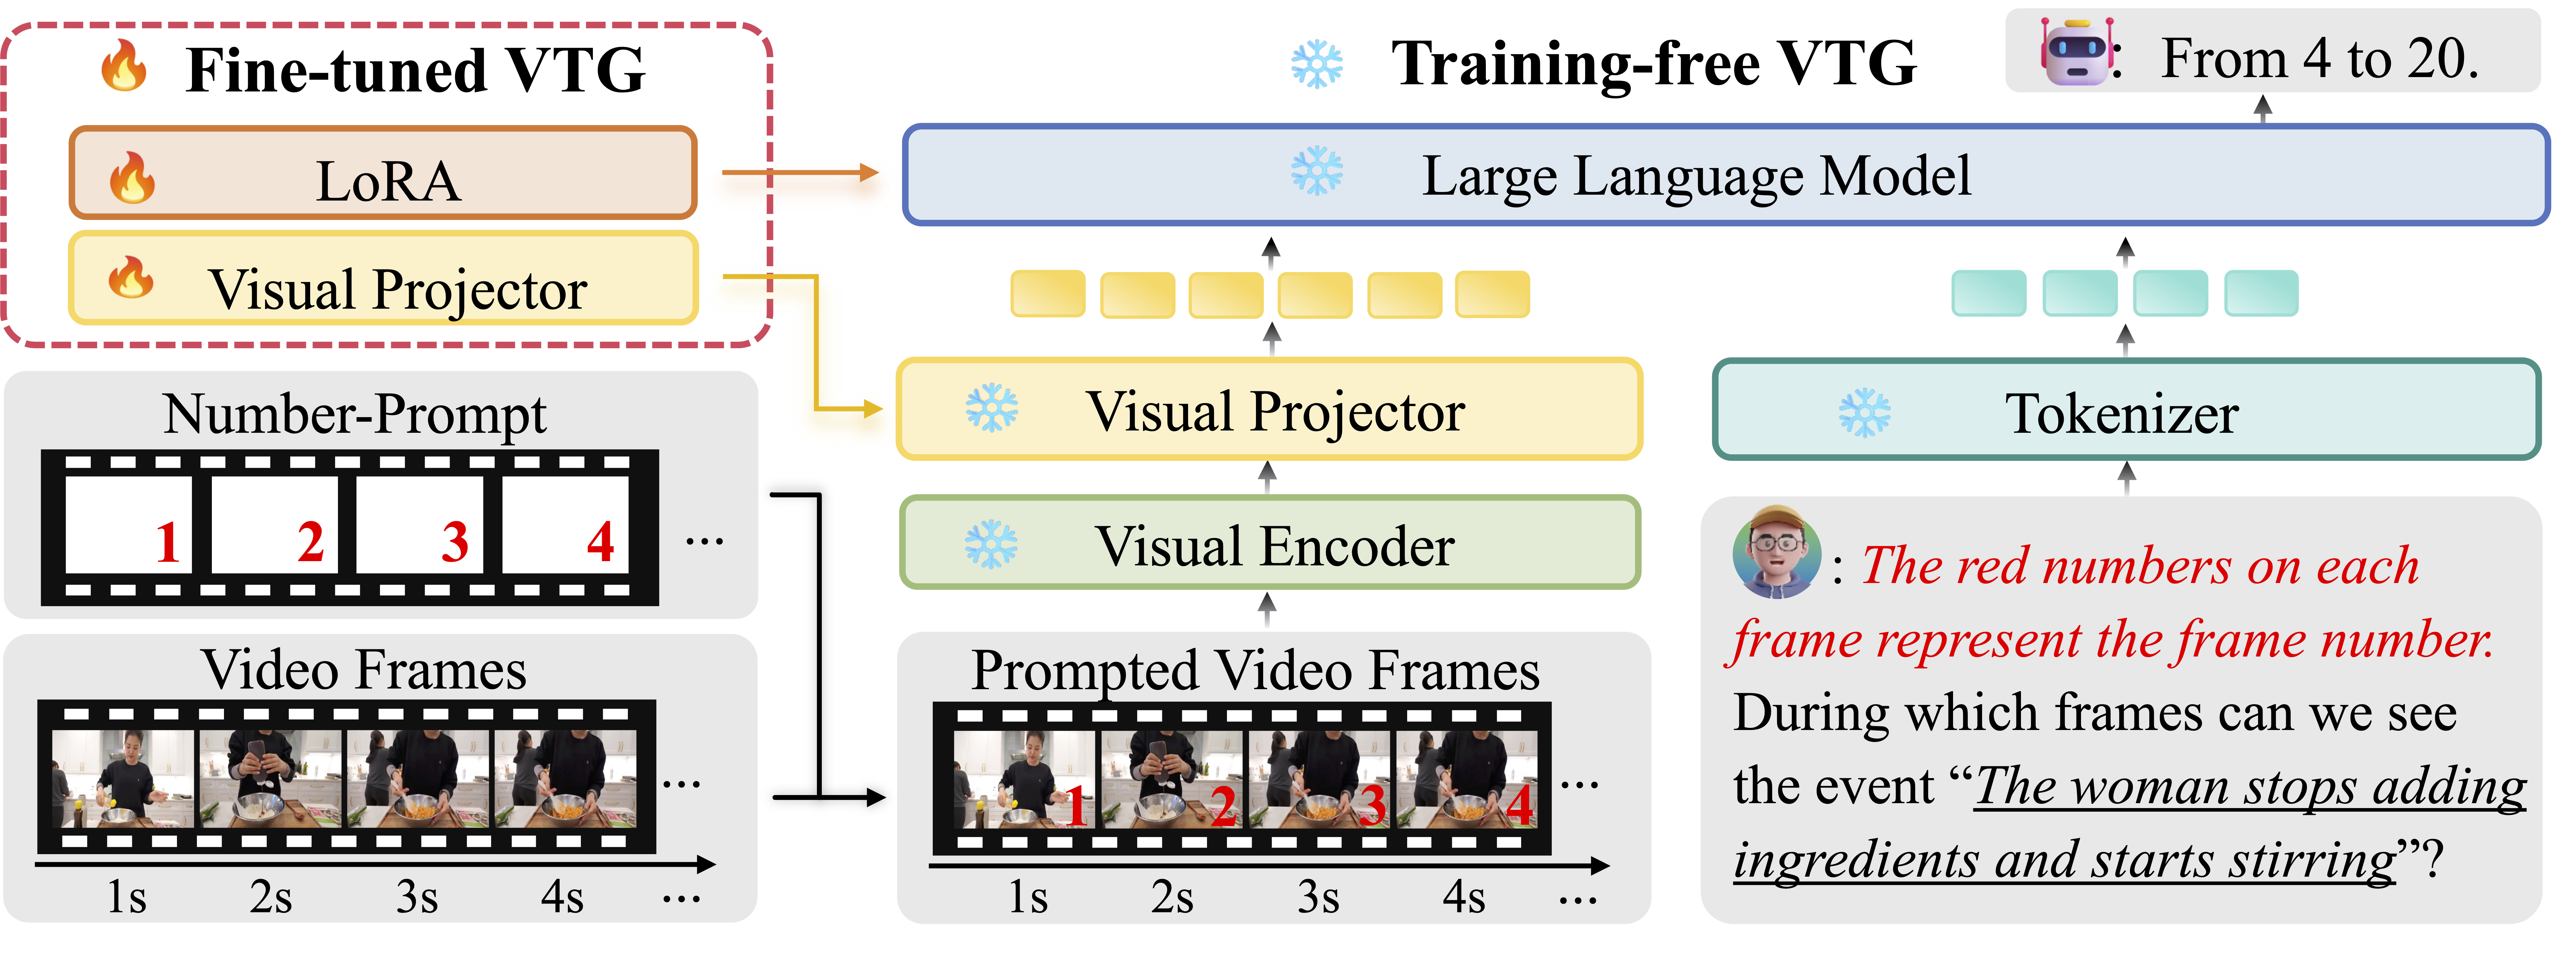 Fine-tuned VTG
LoRA
Visual Projector
Number-Prompt
1 2 3 4 ...
Video Frames
...
1s 2s 3s 4s ...
Training-free VTG
: From 4 to 20.
Large Language Model
Visual Projector
Visual Encoder
Prompted Video Frames
1 2 3 4 ...
1s 2s 3s 4s ...
Tokenizer
: The red numbers on each
frame represent the frame number.
During which frames can we see
the event “The woman stops adding
ingredients and starts stirring”?